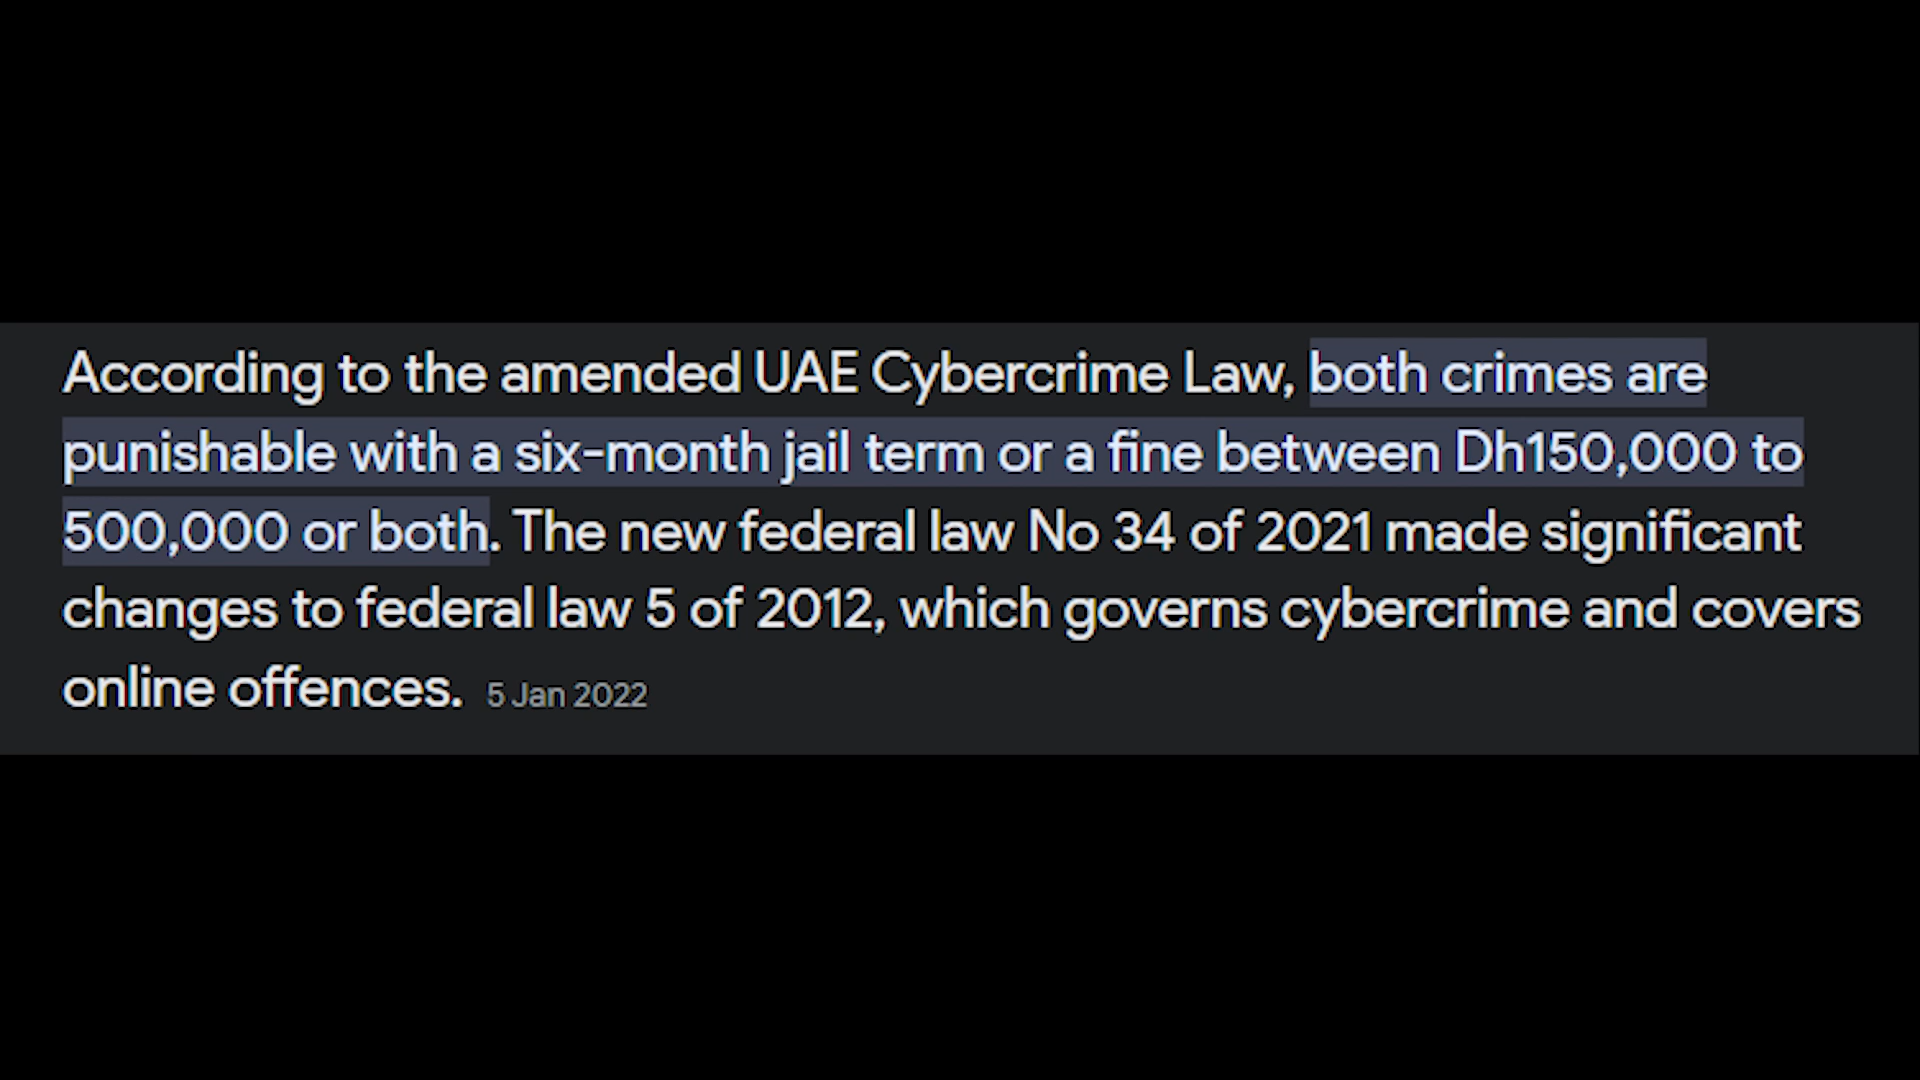 According to the amended UAE Cybercrime Law, both crimes are
punishable with a six-month jail term or a fine between Dh150,000 to
500,000 or both. The new federal law No 34 of 2021 made significant
changes to federal law 5 of 2012, which governs cybercrime and covers
online offences. 5 Jan 2022